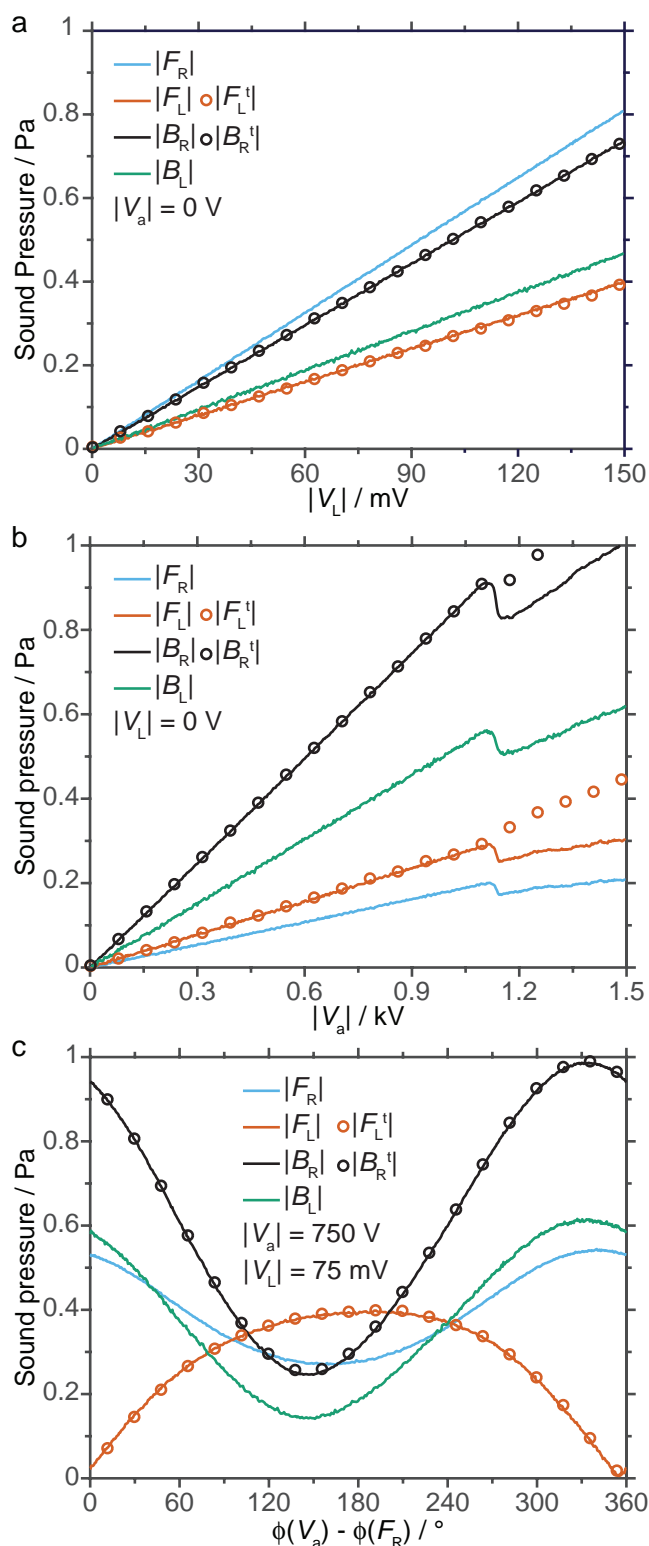 a
1
0.8
0.6
0.4
0.2
0
Sound Pressure / Pa
|F_R|
|F_L| |F_L^t|
|B_R| |B_R^t|
|B_L|
|V_a| = 0 V
0 30 60 90 120 150
|V_L| / mV
b
1
0.8
0.6
0.4
0.2
0
Sound pressure / Pa
|F_R|
|F_L| |F_L^t|
|B_R| |B_R^t|
|B_L|
|V_L| = 0 V
0 0.3 0.6 0.9 1.2 1.5
|V_a| / kV
c
1
0.8
0.6
0.4
0.2
0
Sound pressure / Pa
|F_R|
|F_L| |F_L^t|
|B_R| |B_R^t|
|B_L|
|V_a| = 750 V
|V_L| = 75 mV
0 60 120 180 240 300 360
ϕ(V_a) - ϕ(F_R) / °